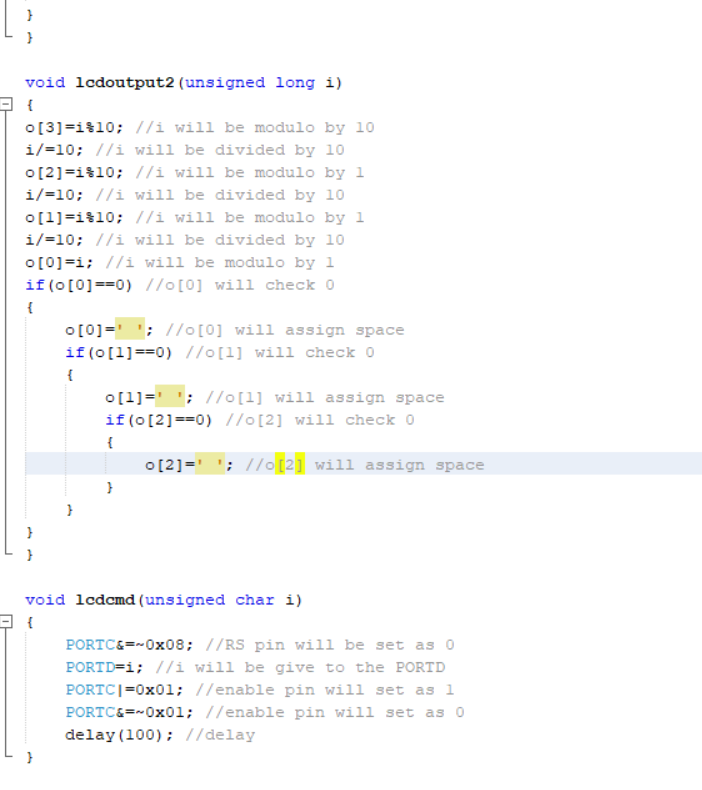 }
}
void lcdoutput2(unsigned long i)
{
o[3]=i%10; //i will be modulo by 10
i/=10; //i will be divided by 10
o[2]=i%10; //i will be modulo by 1
i/=10; //i will be divided by 10
o[1]=i%10; //i will be modulo by 1
i/=10; //i will be divided by 10
o[0]=i; //i will be modulo by 1
if(o[0]==0) //o[0] will check 0
{
o[0]=' '; //o[0] will assign space
if(o[1]==0) //o[1] will check 0
{
o[1]=' '; //o[1] will assign space
if(o[2]==0) //o[2] will check 0
{
o[2]=' '; //o[2] will assign space
}
}
}
}
void lcdcmd(unsigned char i)
{
PORTC&=~0x08; //RS pin will be set as 0
PORTD=i; //i will be give to the PORTD
PORTC|=0x01; //enable pin will set as 1
PORTC&=~0x01; //enable pin will set as 0
delay(100); //delay
}